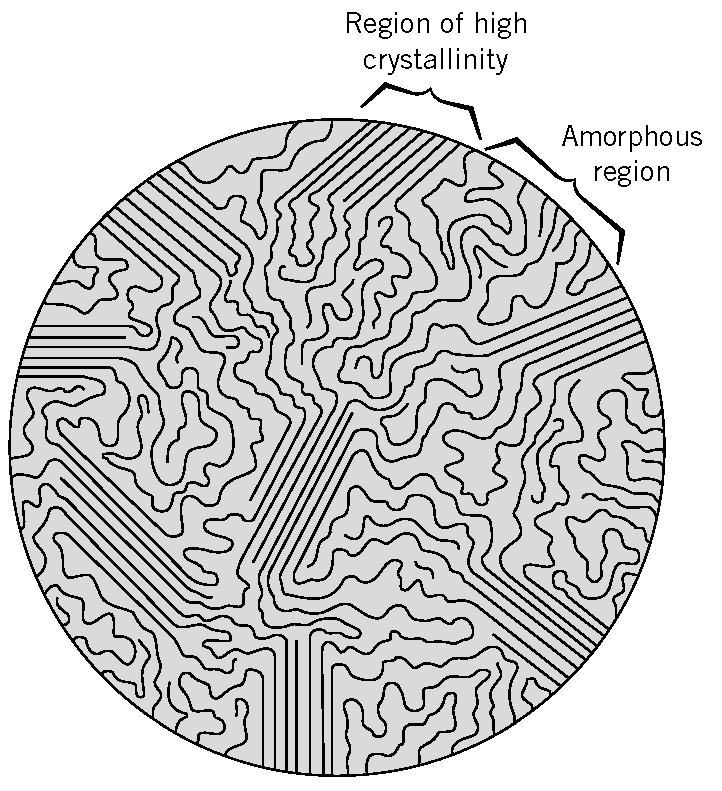 Region of high
crystallinity
Amorphous
region